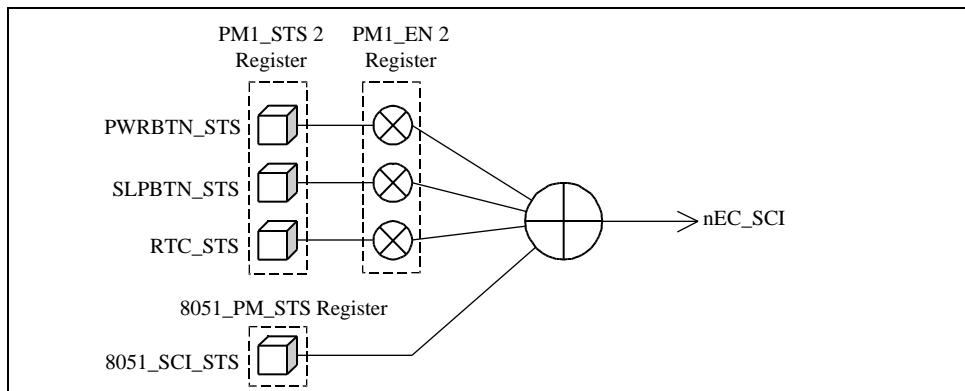 PM1_STS 2
Register
PM1_EN 2
Register
PWRBTN_STS
SLPBTN_STS
RTC_STS
nEC_SCI
8051_PM_STS Register
8051_SCI_STS